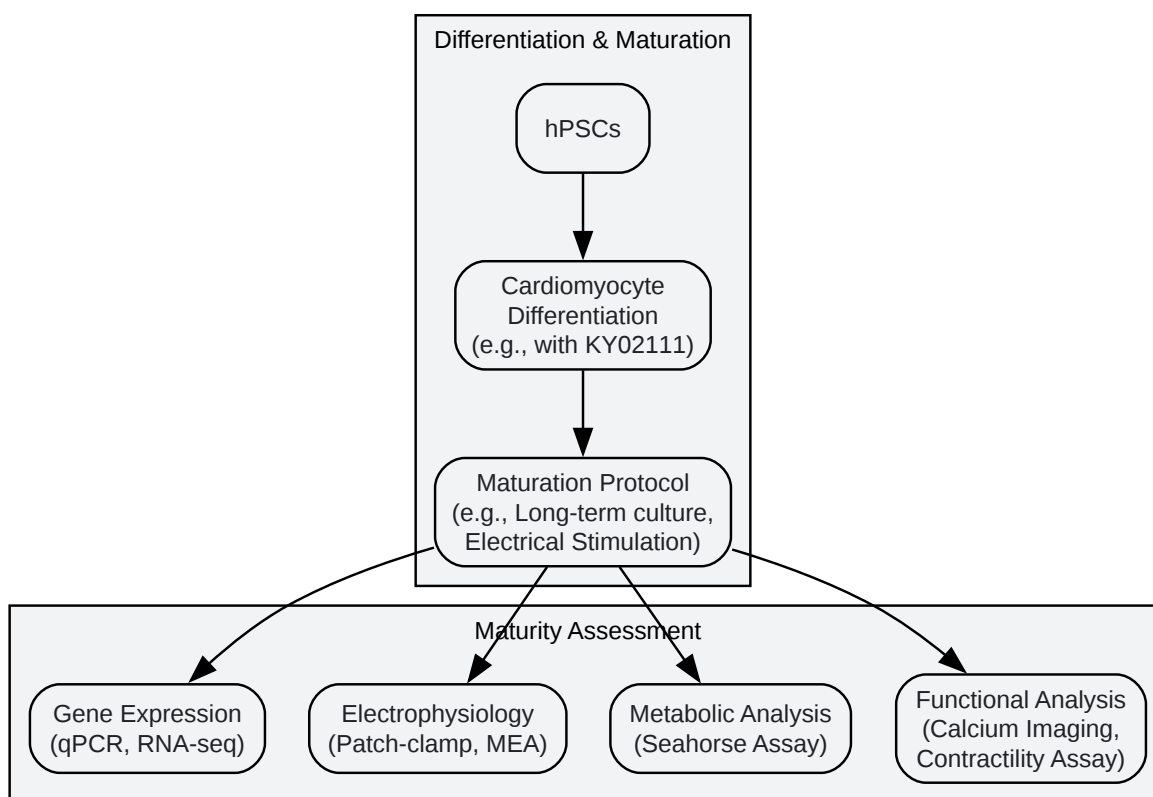 Differentiation & Maturation
hPSCs
Cardiomyocyte
Differentiation
(e.g., with KY02111)
Maturation Protocol
(e.g., Long-term culture,
Electrical Stimulation)
Maturity Assessment
Gene Expression
(qPCR, RNA-seq)
Electrophysiology
(Patch-clamp, MEA)
Metabolic Analysis
(Seahorse Assay)
Functional Analysis
(Calcium Imaging,
Contractility Assay)